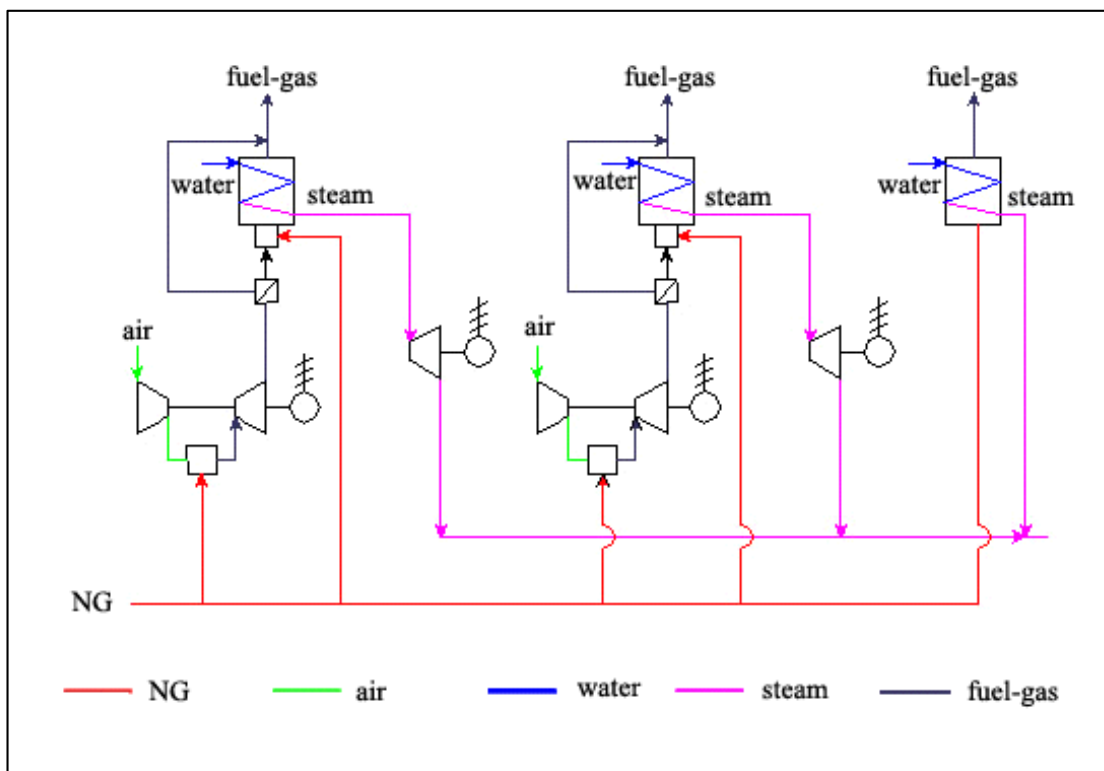 fuel-gas
fuel-gas
fuel-gas
water
steam
water
steam
water
steam
air
air
NG
NG
air
water
steam
fuel-gas